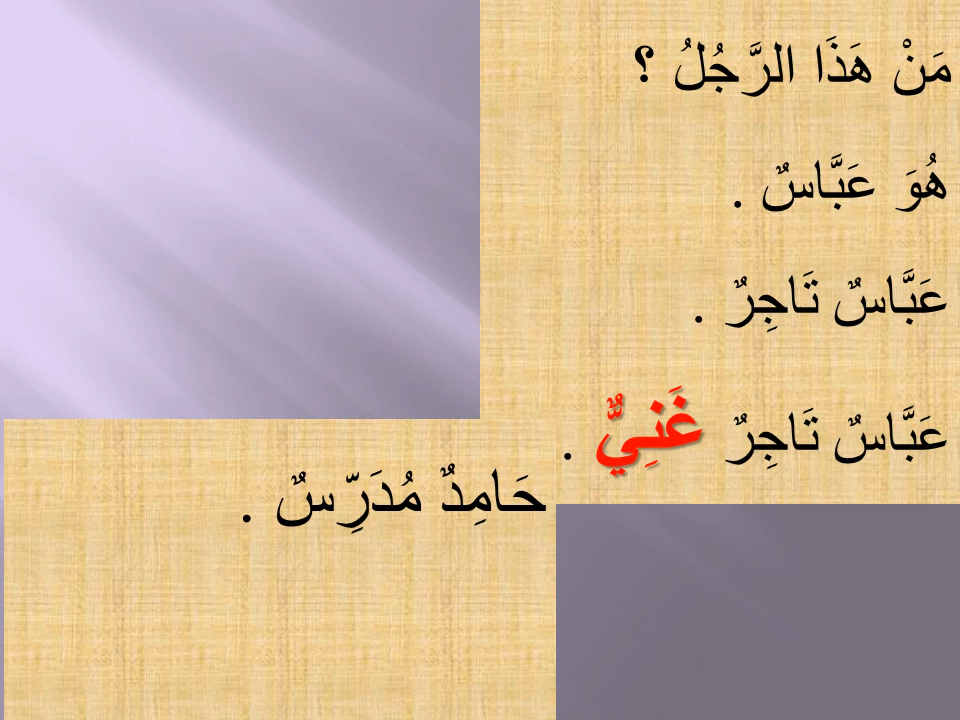 مَنْ هَذَا الرَّجُلُ ؟
هُوَ عَبَّاسٌ .
عَبَّاسٌ تَاجِرٌ .
عَبَّاسٌ تَاجِرٌ غَنِيٌّ .
حَامِدٌ مُدَرِّسٌ .